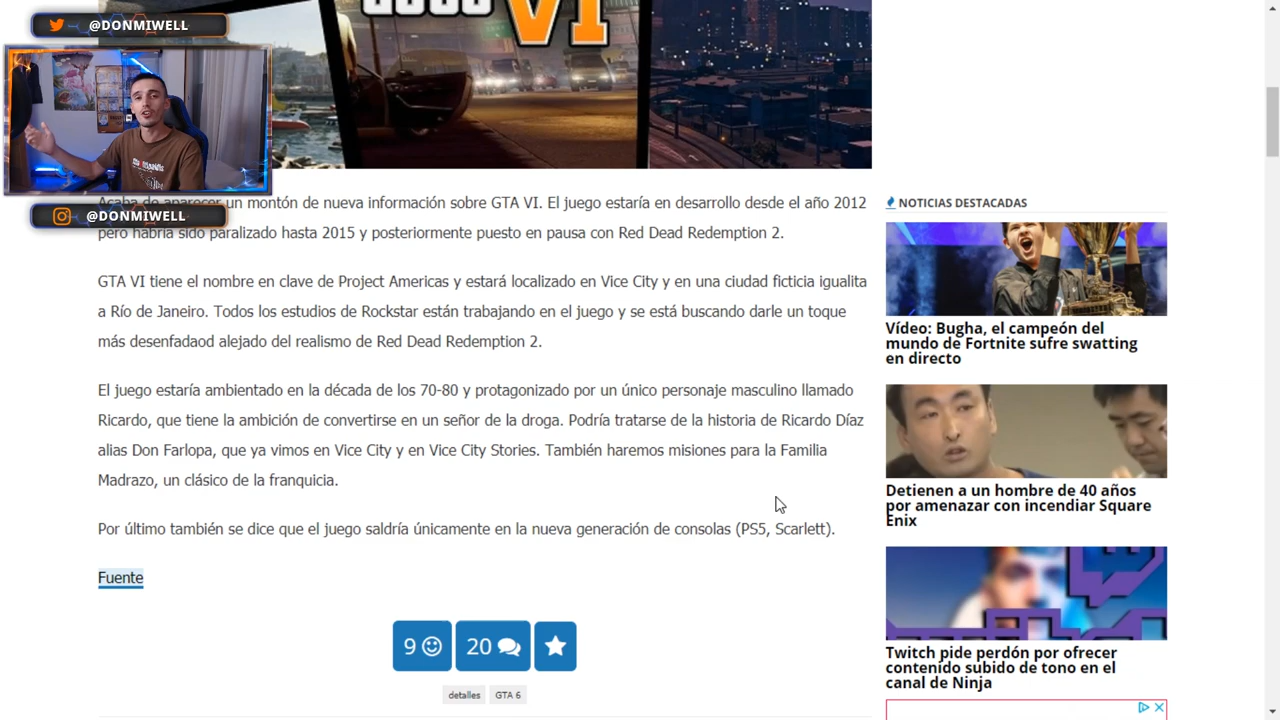 @DONMIWELL
VI
@DONMIWELL
Acaba de aparecer un montón de nueva información sobre GTA VI. El juego estaría en desarrollo desde el año 2012
pero habría sido paralizado hasta 2015 y posteriormente puesto en pausa con Red Dead Redemption 2.
GTA VI tiene el nombre en clave de Project Americas y estará localizado en Vice City y en una ciudad ficticia igualita
a Río de Janeiro. Todos los estudios de Rockstar están trabajando en el juego y se está buscando darle un toque
más desenfadaod alejado del realismo de Red Dead Redemption 2.
El juego estaría ambientado en la década de los 70-80 y protagonizado por un único personaje masculino llamado
Ricardo, que tiene la ambición de convertirse en un señor de la droga. Podría tratarse de la historia de Ricardo Díaz
alias Don Farlopa, que ya vimos en Vice City y en Vice City Stories. También haremos misiones para la Familia
Madrazo, un clásico de la franquicia.
Por último también se dice que el juego saldría únicamente en la nueva generación de consolas (PS5, Scarlett).
Fuente
9
20
detalles
GTA 6
NOTICIAS DESTACADAS
Vídeo: Bugha, el campeón del
mundo de Fortnite sufre swatting
en directo
Detienen a un hombre de 40 años
por amenazar con incendiar Square
Enix
Twitch pide perdón por ofrecer
contenido subido de tono en el
canal de Ninja